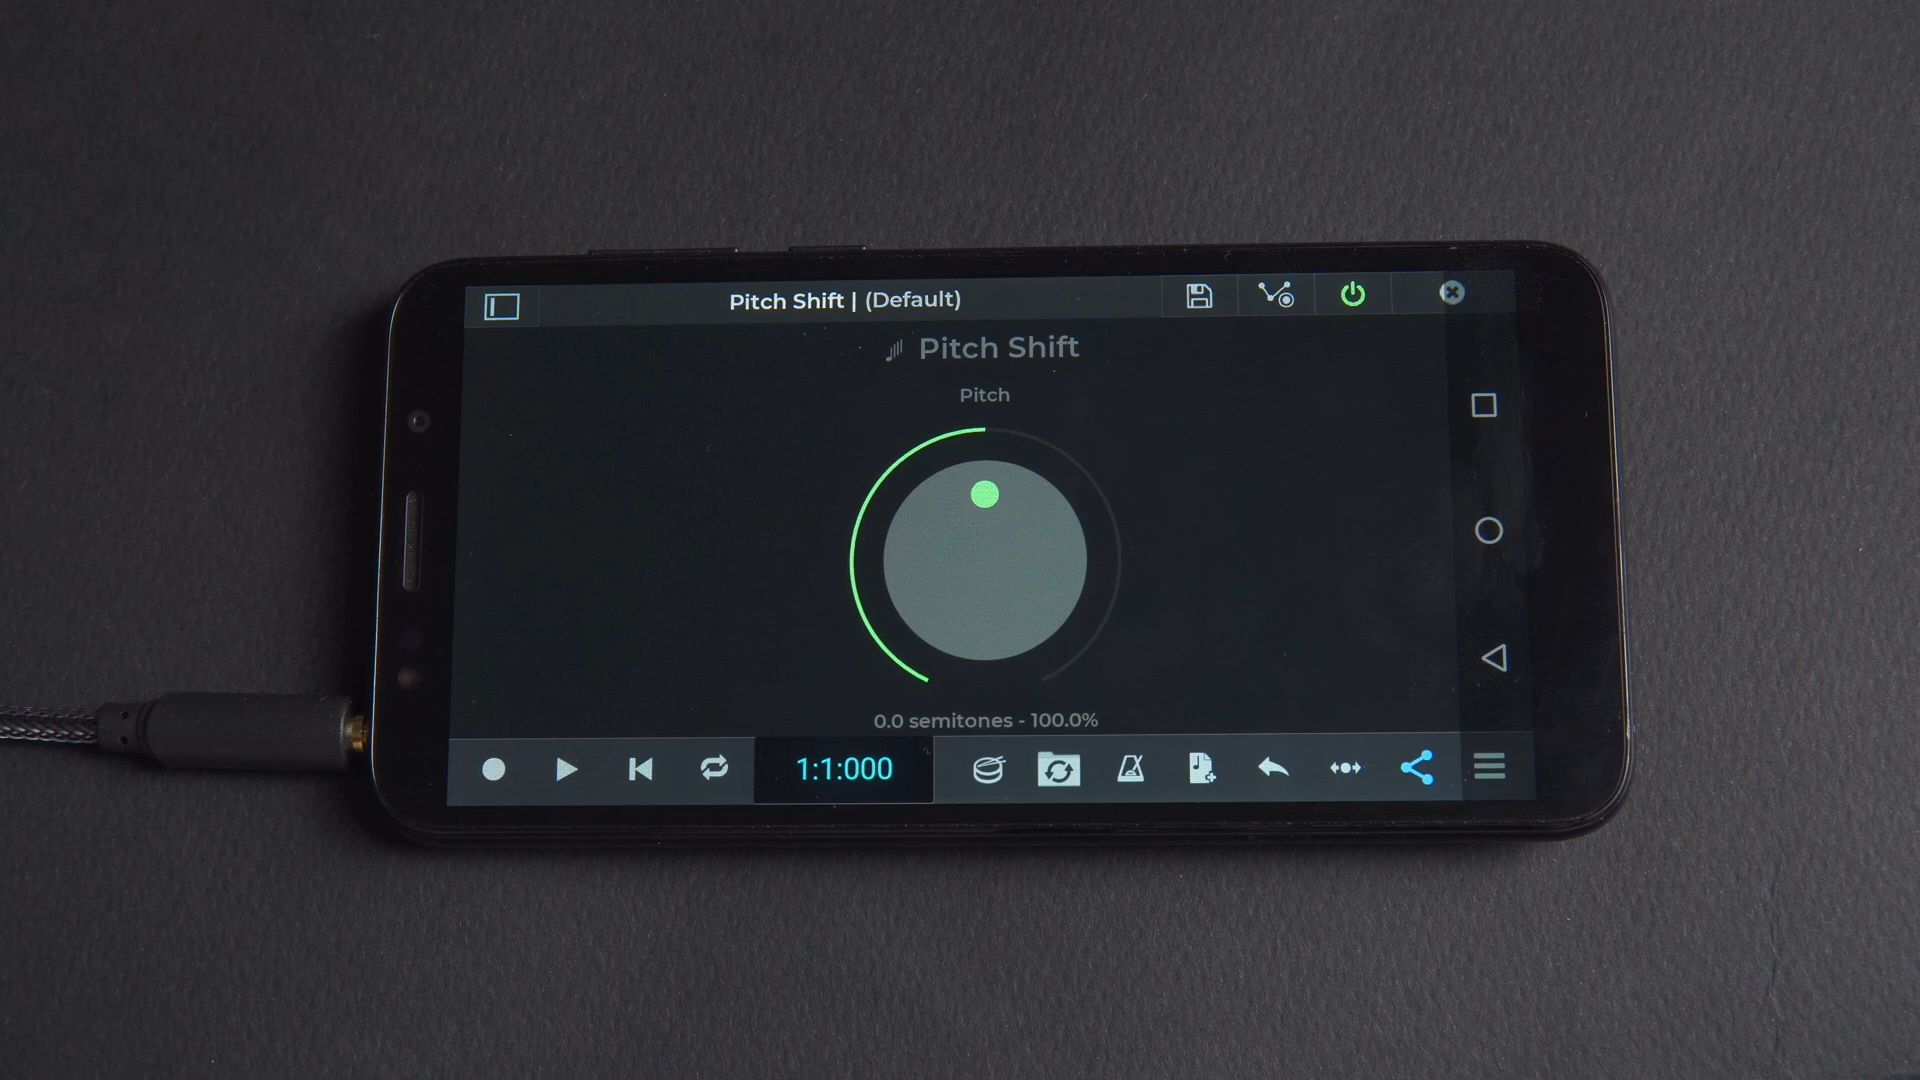 Pitch Shift | (Default)
Pitch Shift
Pitch
0.0 semitones - 100.0%
1:1:000